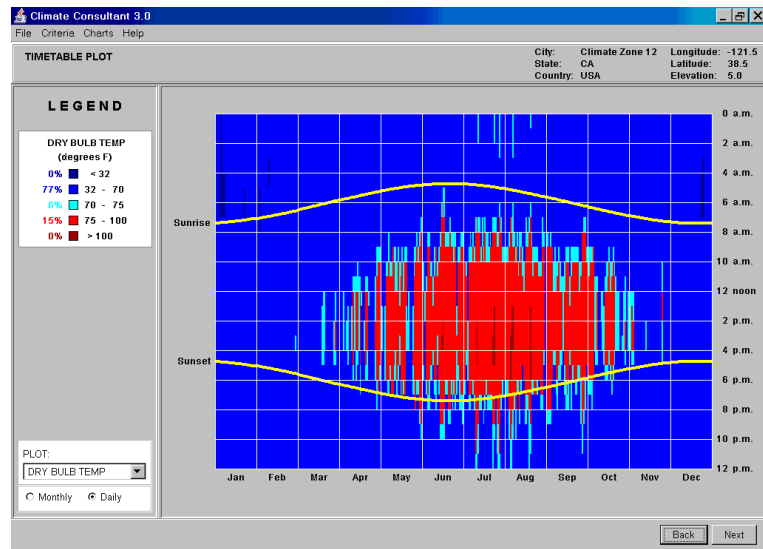 Climate Consultant 3.0
File Criteria Charts Help
TIMETABLE PLOT
City: Climate Zone 12 Longitude: -121.5
State: CA Latitude: 38.5
Country: USA Elevation: 5.0
LEGEND
DRY BULB TEMP
(degrees F)
0% < 32
77% 32 - 70
6% 70 - 75
15% 75 - 100
0% > 100
PLOT:
DRY BULB TEMP
Monthly Daily
Sunrise
Sunset
0 a.m.
2 a.m.
4 a.m.
6 a.m.
8 a.m.
10 a.m.
12 noon
2 p.m.
4 p.m.
6 p.m.
8 p.m.
10 p.m.
12 p.m.
Jan Feb Mar Apr May Jun Jul Aug Sep Oct Nov Dec
Back Next